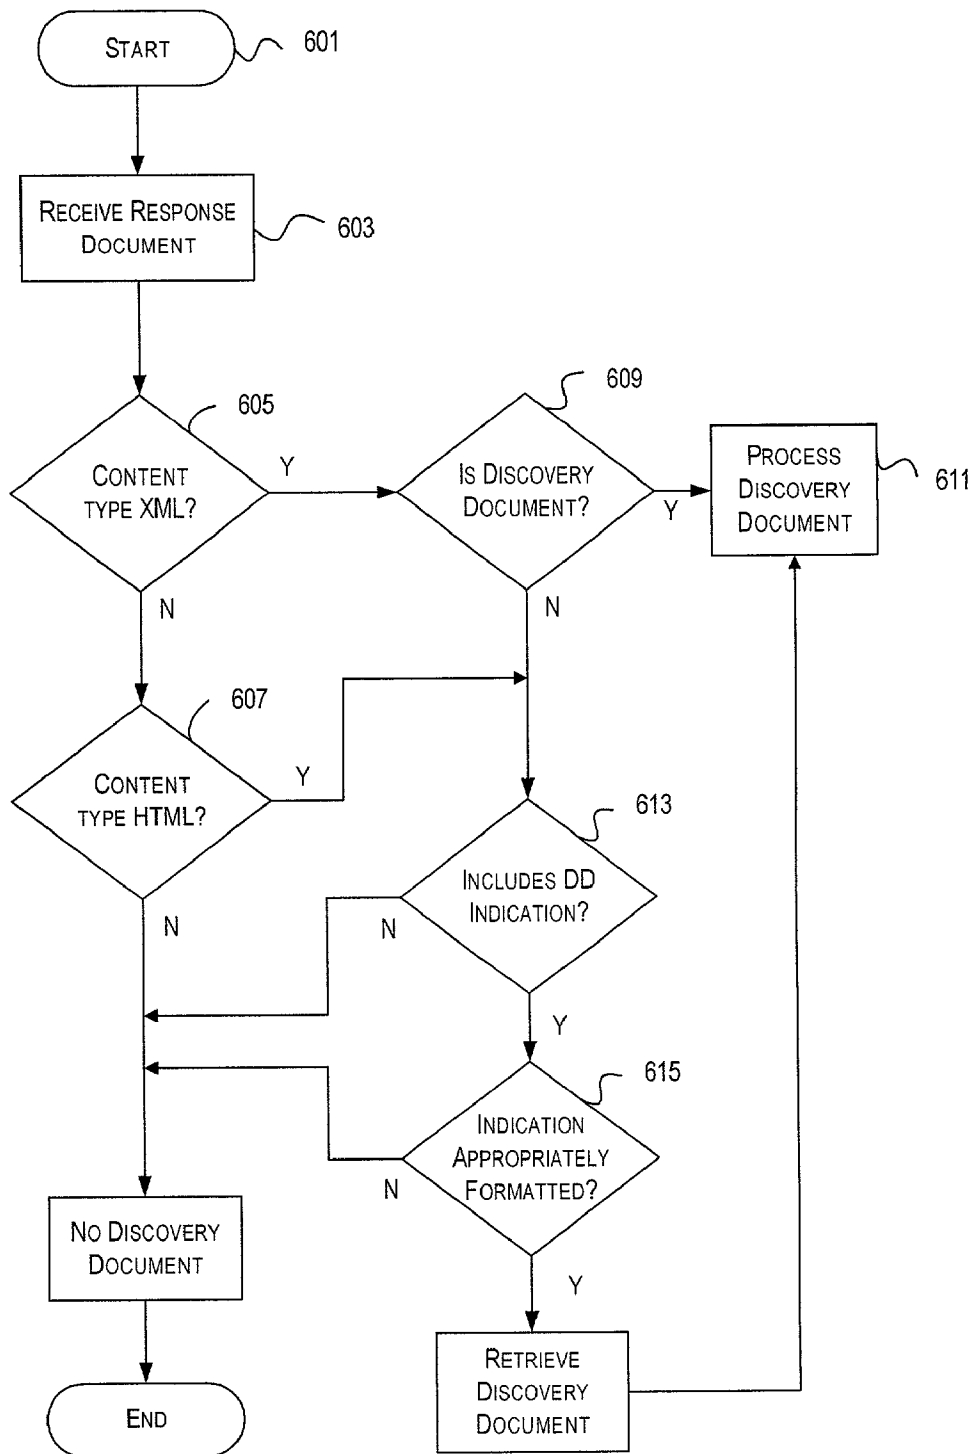 START
601
RECEIVE RESPONSE
DOCUMENT
603
605
CONTENT
TYPE XML?
Y
N
609
IS DISCOVERY
DOCUMENT?
Y
N
PROCESS
DISCOVERY
DOCUMENT
611
607
CONTENT
TYPE HTML?
Y
N
613
INCLUDES DD
INDICATION?
N
Y
615
INDICATION
APPROPRIATELY
FORMATTED?
N
Y
NO DISCOVERY
DOCUMENT
RETRIEVE
DISCOVERY
DOCUMENT
END